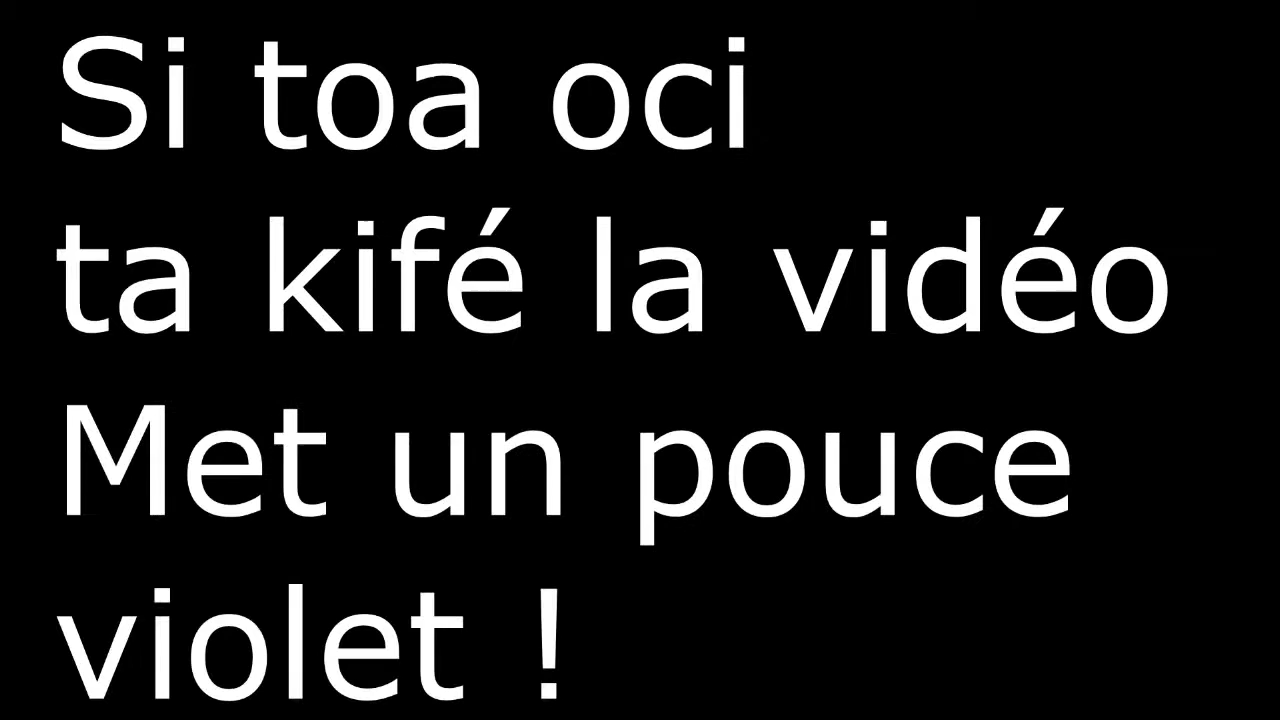 Si toa oci
ta kifé la vidéo
Met un pouce
violet !